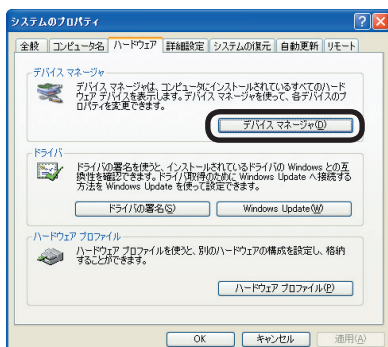 システムのプロパティ
全般 コンピュータ名 ハードウェア 詳細設定 システムの復元 自動更新 リモート
デバイス マネージャ
デバイス マネージャは、コンピュータにインストールされているすべてのハード
ウェア デバイスを表示します。デバイス マネージャを使って、各デバイスのプ
ロパティを変更できます。
デバイス マネージャ(D)
ドライバ
ドライバの署名を使うと、インストールされているドライバの Windows との互
換性を確認できます。ドライバ取得のために Windows Update へ接続する
方法を Windows Update を使って設定できます。
ドライバの署名(S) Windows Update(W)
ハードウェア プロファイル
ハードウェア プロファイルを使うと、別のハードウェアの構成を設定し、格納
することができます。
ハードウェア プロファイル(P)
OK キャンセル 適用(A)